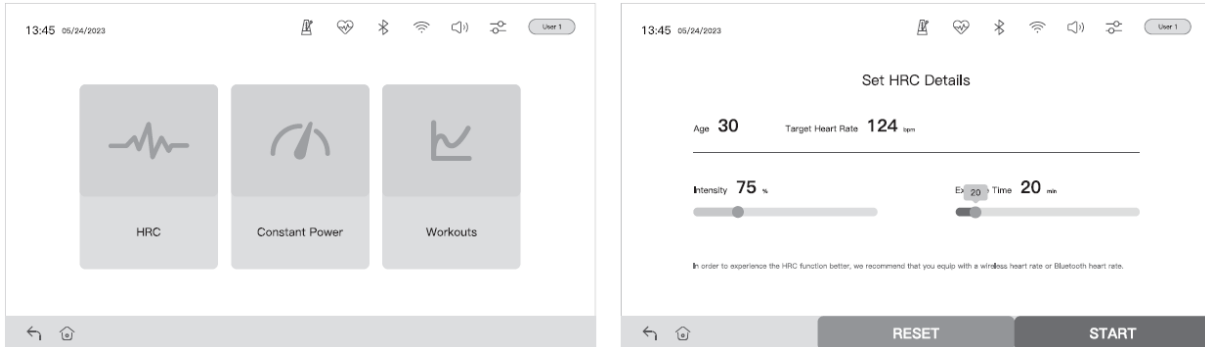 13:45 05/24/2023 User 1
HRC Constant Power Workouts
13:45 05/24/2023 User 1
Set HRC Details
Age 30 Target Heart Rate 124 bpm
Intensity 75 % Time 20 min
20
In order to experience the HRC function better, we recommend that you equip with a wireless heart rate or Bluetooth heart rate.
RESET START